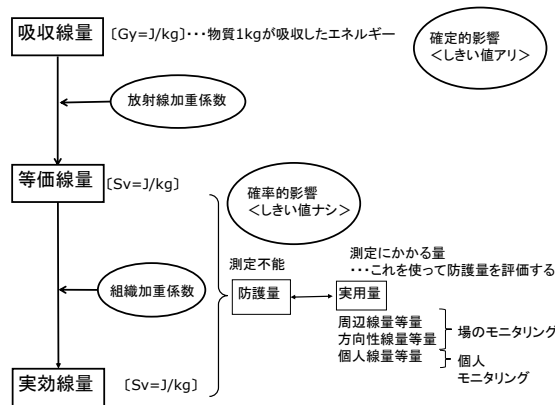 吸収線量
〔Gy=J/kg〕・・・物質1kgが吸収したエネルギー
確定的影響
<しきい値アリ>
放射線加重係数
等価線量
〔Sv=J/kg〕
確率的影響
<しきい値ナシ>
測定にかかる量
・・・これを使って防護量を評価する
測定不能
組織加重係数
防護量
実用量
周辺線量等量
方向性線量等量
場のモニタリング
個人線量等量
個人
モニタリング
実効線量
〔Sv=J/kg〕